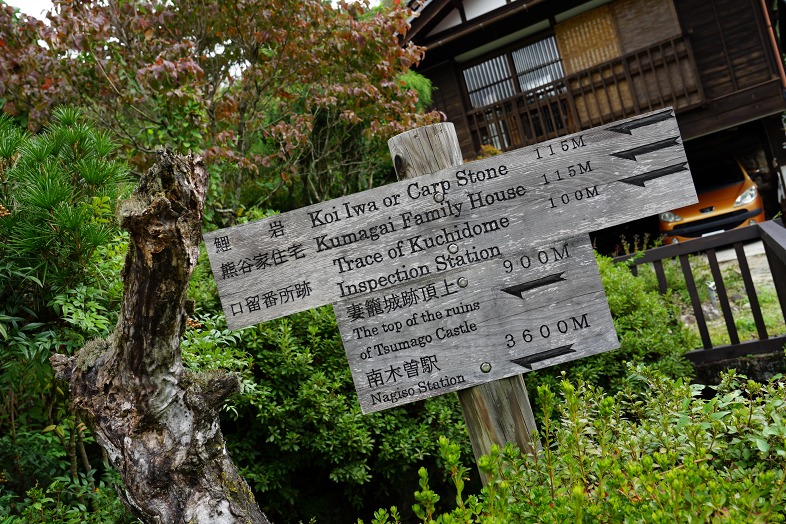 鯉 岩 Koi Iwa or Carp Stone 115M
熊谷家住宅 Kumagai Family House 115M
口留番所跡 Trace of Kuchidome Inspection Station 100M
妻籠城跡頂上 900M
The top of the ruins
of Tsumago Castle
南木曽駅 3600M
Nagiso Station